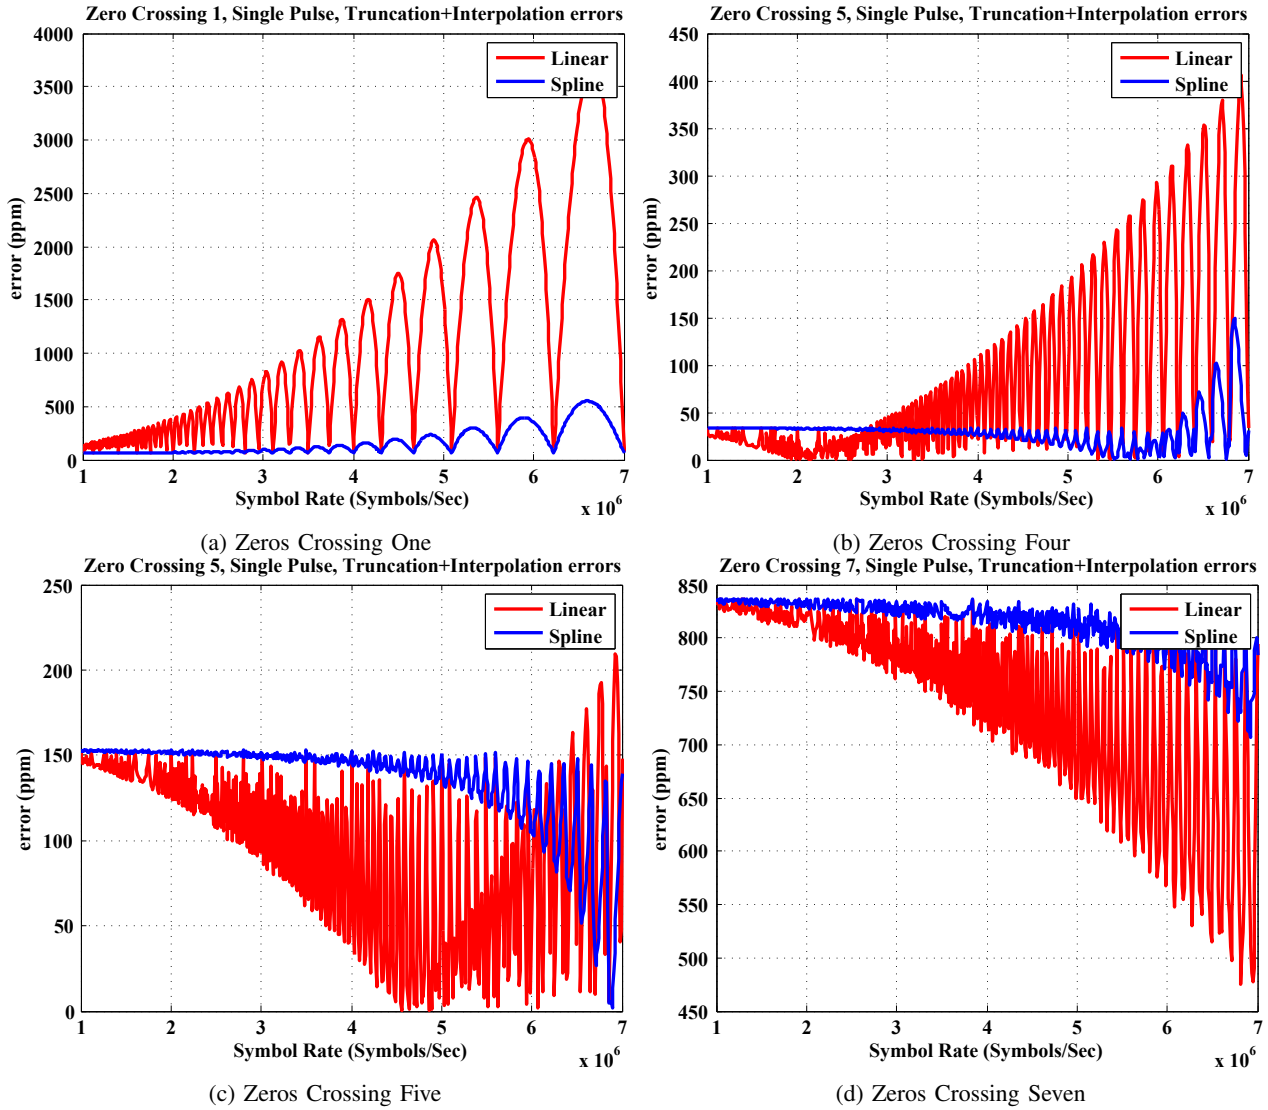 Zero Crossing 1, Single Pulse, Truncation+Interpolation errors
4000
3500
3000
2500
2000
1500
1000
500
0
error (ppm)
Linear
Spline
1 2 3 4 5 6 7
Symbol Rate (Symbols/Sec)
x 10^6
(a) Zeros Crossing One
Zero Crossing 5, Single Pulse, Truncation+Interpolation errors
450
400
350
300
250
200
150
100
50
0
error (ppm)
Linear
Spline
1 2 3 4 5 6 7
Symbol Rate (Symbols/Sec)
x 10^6
(b) Zeros Crossing Four
Zero Crossing 5, Single Pulse, Truncation+Interpolation errors
250
200
150
100
50
0
error (ppm)
Linear
Spline
1 2 3 4 5 6 7
Symbol Rate (Symbols/Sec)
x 10^6
(c) Zeros Crossing Five
Zero Crossing 7, Single Pulse, Truncation+Interpolation errors
850
800
750
700
650
600
550
500
450
error (ppm)
Linear
Spline
1 2 3 4 5 6 7
Symbol Rate (Symbols/Sec)
x 10^6
(d) Zeros Crossing Seven